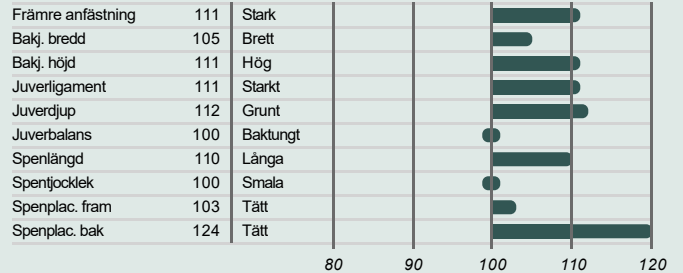 Främre anfästning 111 Stark
Bakj. bredd 105 Brett
Bakj. höjd 111 Hög
Juverligament 111 Starkt
Juverdjup 112 Grunt
Juverbalans 100 Baktungt
Spenlängd 110 Långa
Spentjocklek 100 Smala
Spenplac. fram 103 Tätt
Spenplac. bak 124 Tätt
80 90 100 110 120